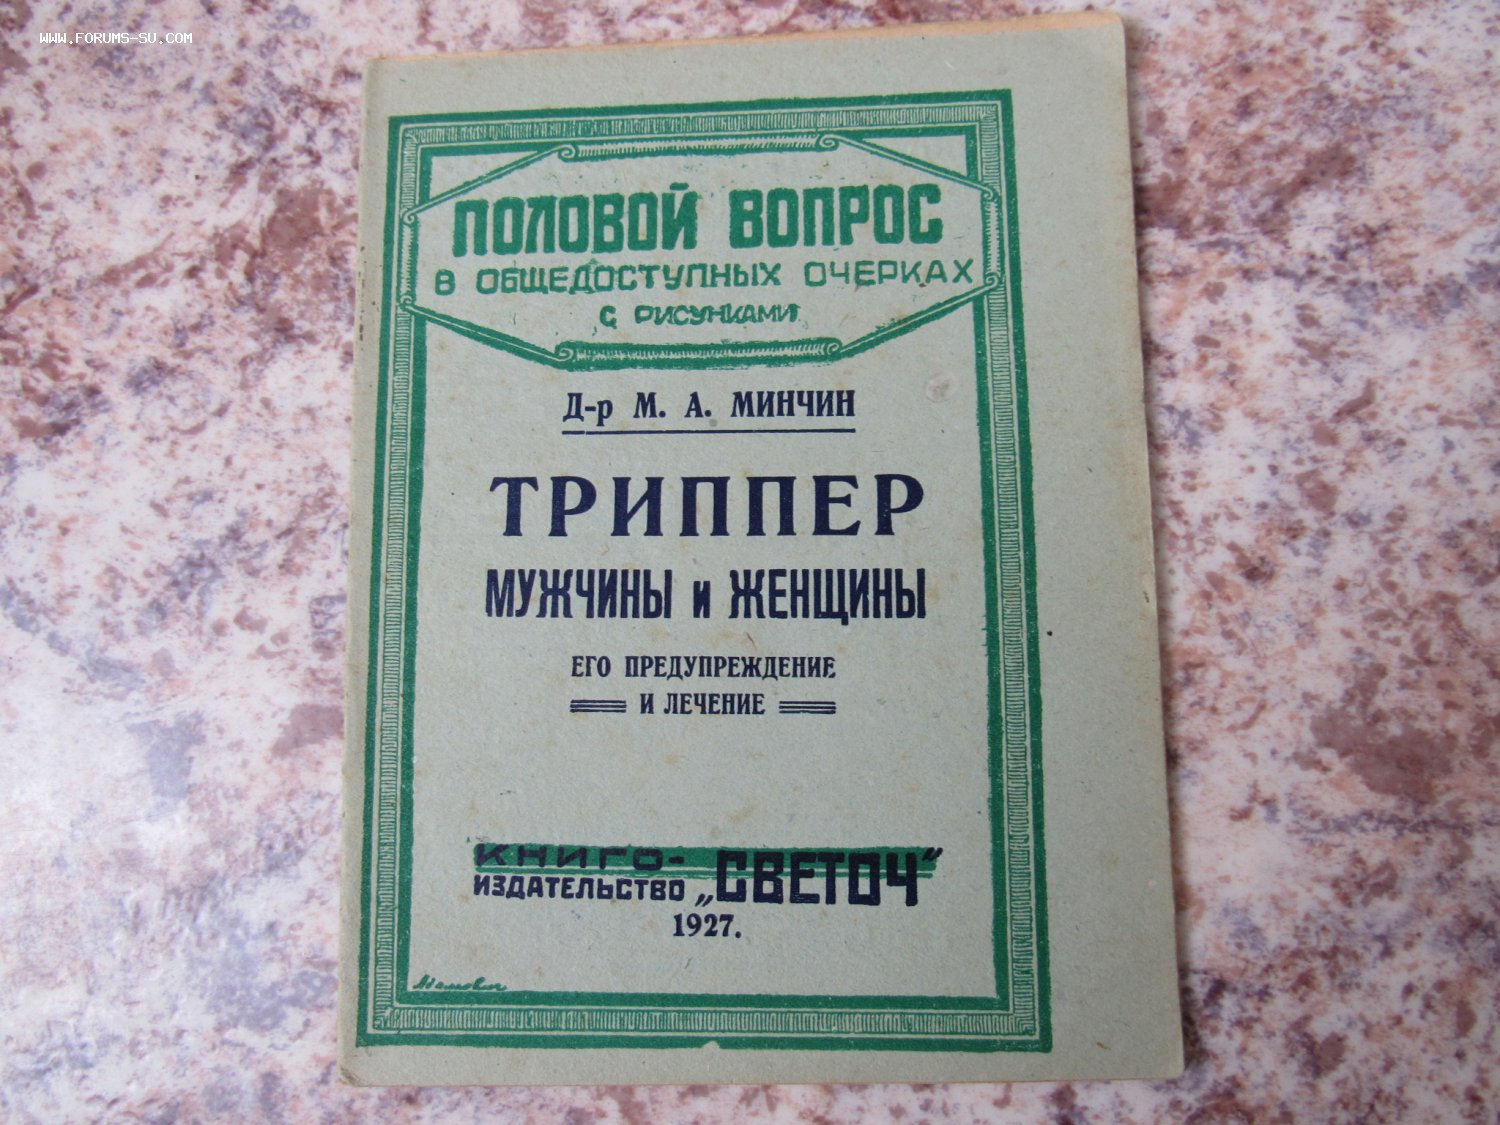 WWW.FORUMS-SU.COM
ПОЛОВОЙ ВОПРОС
В ОБЩЕДОСТУПНЫХ ОЧЕРКАХ
С РИСУНКАМИ
Д-р М. А. МИНЧИН
ТРИППЕР
МУЖЧИНЫ и ЖЕНЩИНЫ
ЕГО ПРЕДУПРЕЖДЕНИЕ
И ЛЕЧЕНИЕ
КНИГО-
ИЗДАТЕЛЬСТВО „СВЕТОЧ"
1927.